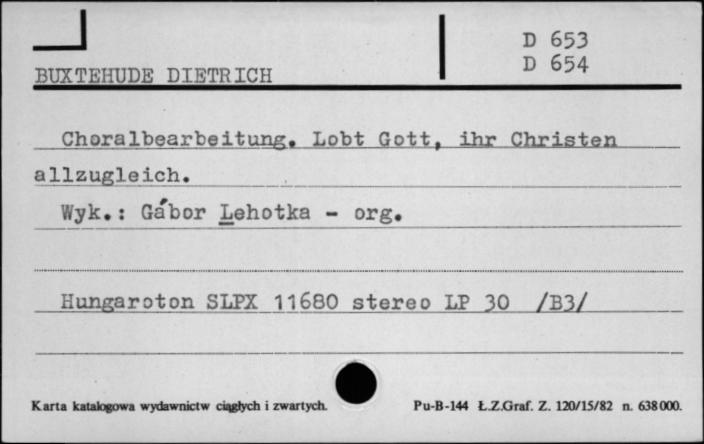 D 653
D 654
BUXTEHUDE DIETRICH
Choralbearbeitung. Lobt Gott, ihr Christen
allzugleich.
Wyk.: Gábor Lehotka - org.
Hungaroton SLPX 11680 stereo LP 30 /B3/
Karta katalogowa wydawnictw ciągłych i zwartych. Pu-B-144 Ł.Z.Graf. Z. 120/15/82 n. 638000.